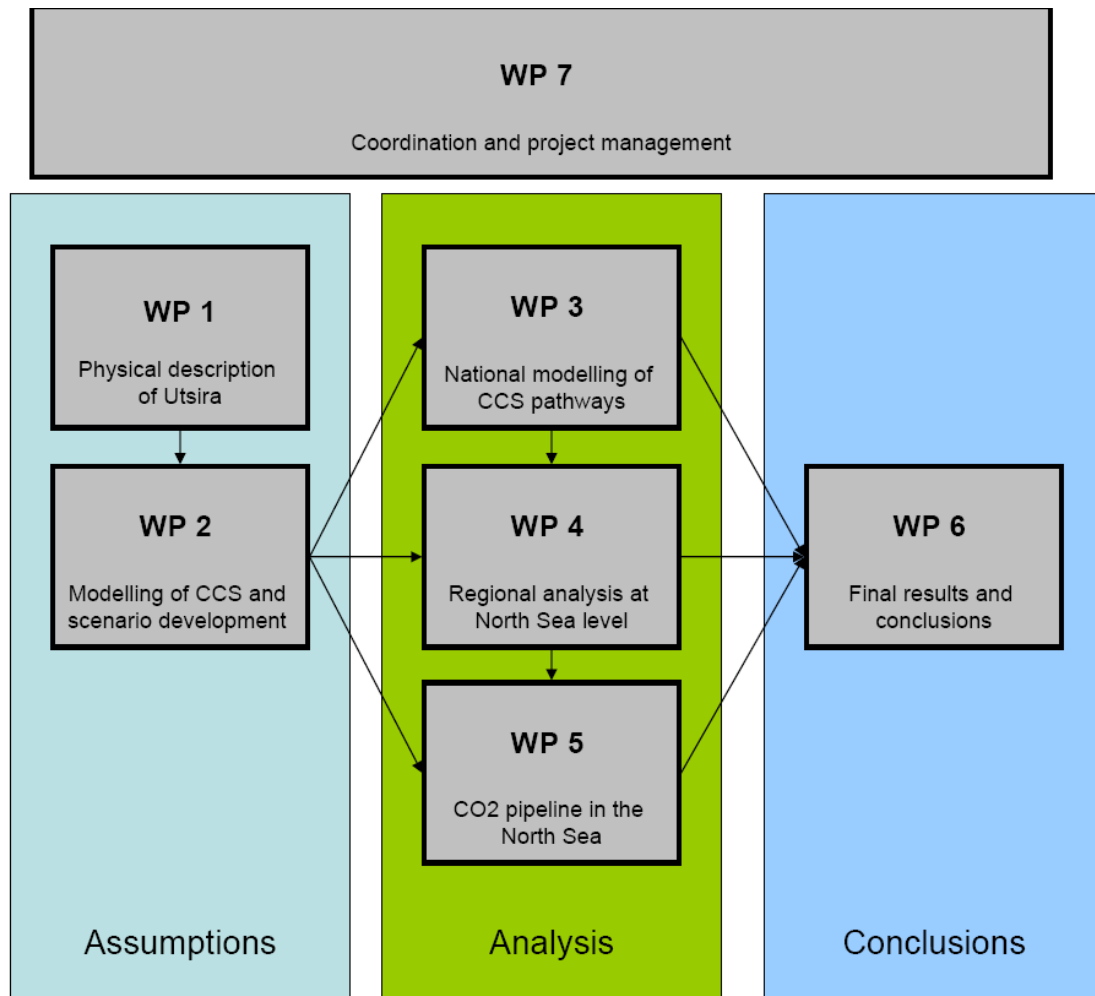 WP 7
Coordination and project management
WP 1
Physical description
of Utsira
WP 2
Modelling of CCS and
scenario development
Assumptions
WP 3
National modelling of
CCS pathways
WP 4
Regional analysis at
North Sea level
WP 5
CO2 pipeline in the
North Sea
Analysis
WP 6
Final results and
conclusions
Conclusions